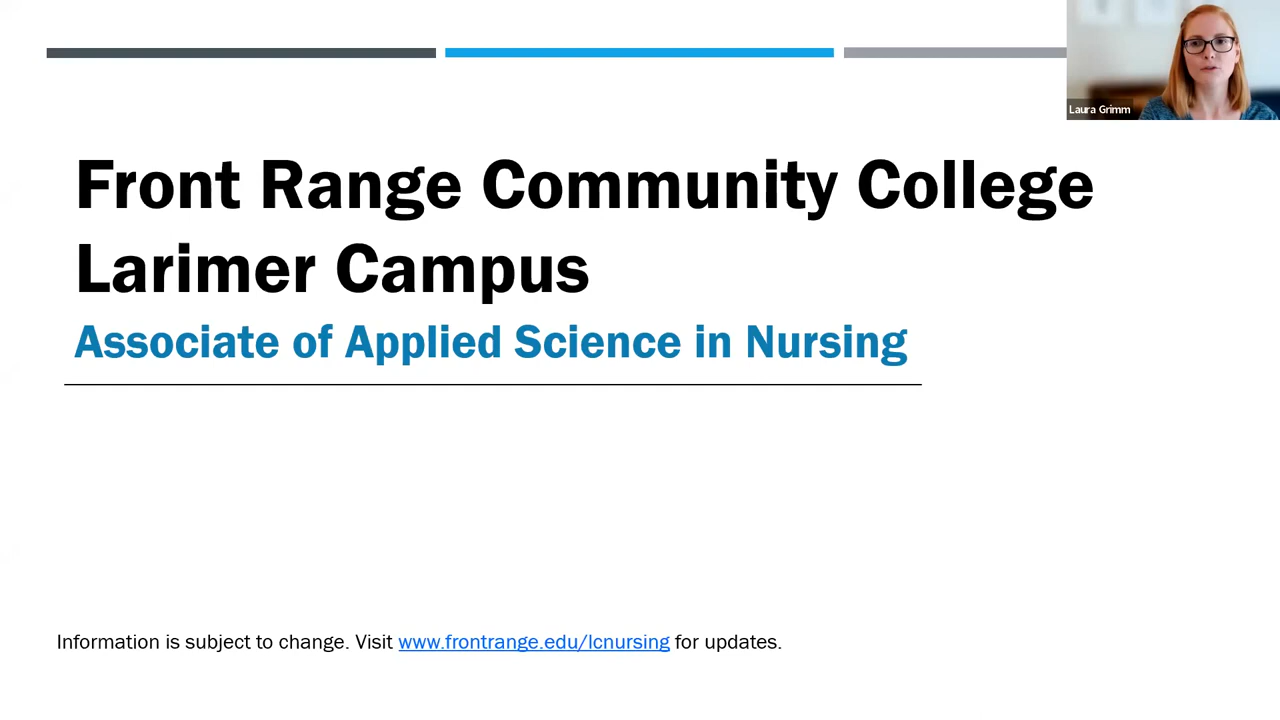 Laura Grimm
Front Range Community College
Larimer Campus
Associate of Applied Science in Nursing
Information is subject to change. Visit www.frontrange.edu/lcnursing for updates.